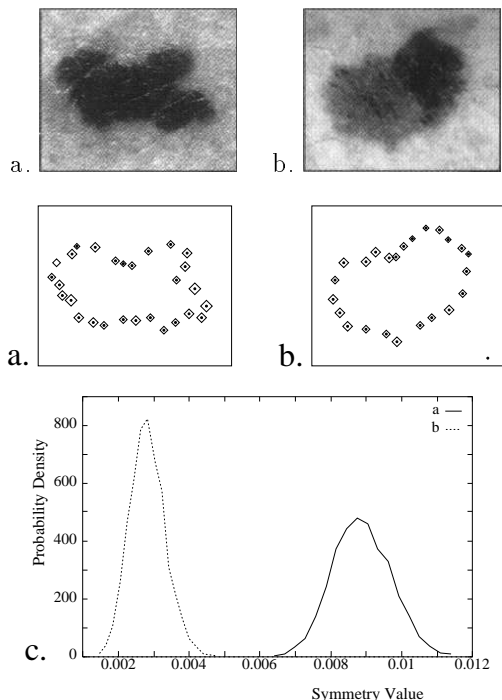 a.
b.
a.
b.
800
600
400
200
0
Probability Density
a
b
c.
0.002
0.004
0.006
0.008
0.01
0.012
Symmetry Value